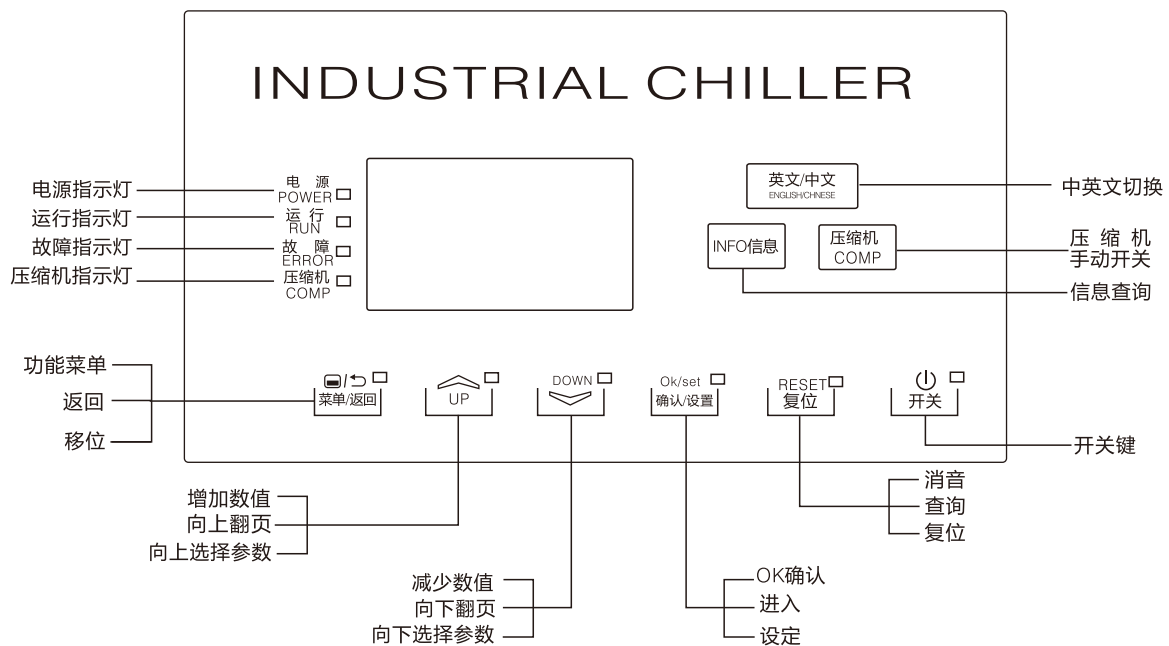 INDUSTRIAL CHILLER
电源指示灯
运行指示灯
故障指示灯
压缩机指示灯
电 源
POWER
运 行
RUN
故 障
ERROR
压缩机
COMP
英文/中文
ENGLISH/CHNESE
INFO信息
压缩机
COMP
中英文切换
压 缩 机
手动开关
信息查询
功能菜单
返回
移位
/
菜单/返回
UP
DOWN
Ok/set
确认/设置
RESET
复位
开关
开关键
增加数值
向上翻页
向上选择参数
减少数值
向下翻页
向下选择参数
OK确认
进入
设定
消音
查询
复位